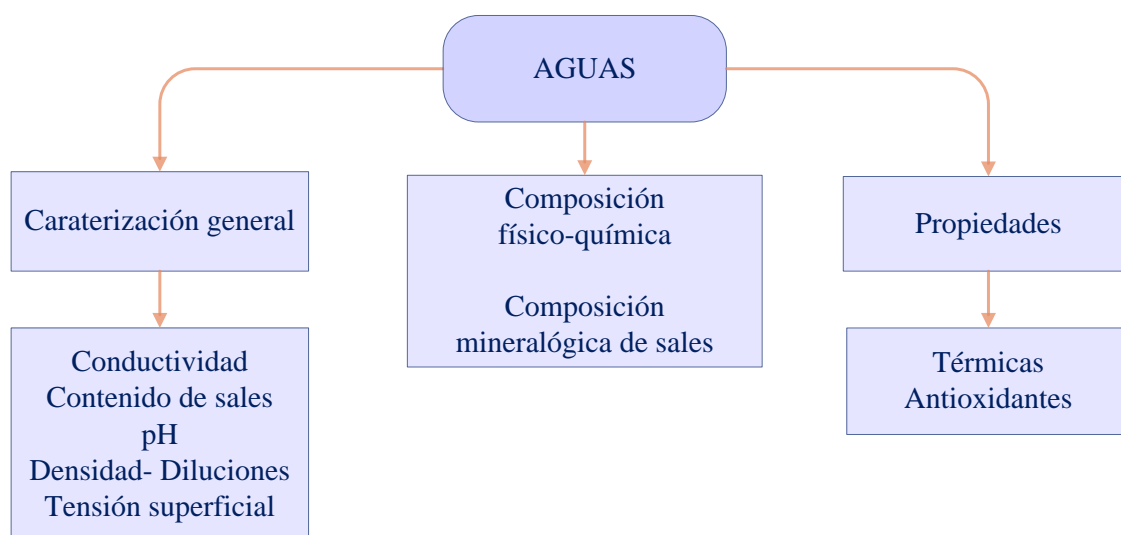 AGUAS
Caraterización general
Conductividad
Contenido de sales
pH
Densidad- Diluciones
Tensión superficial
Composición
físico-química
Composición
mineralógica de sales
Propiedades
Térmicas
Antioxidantes